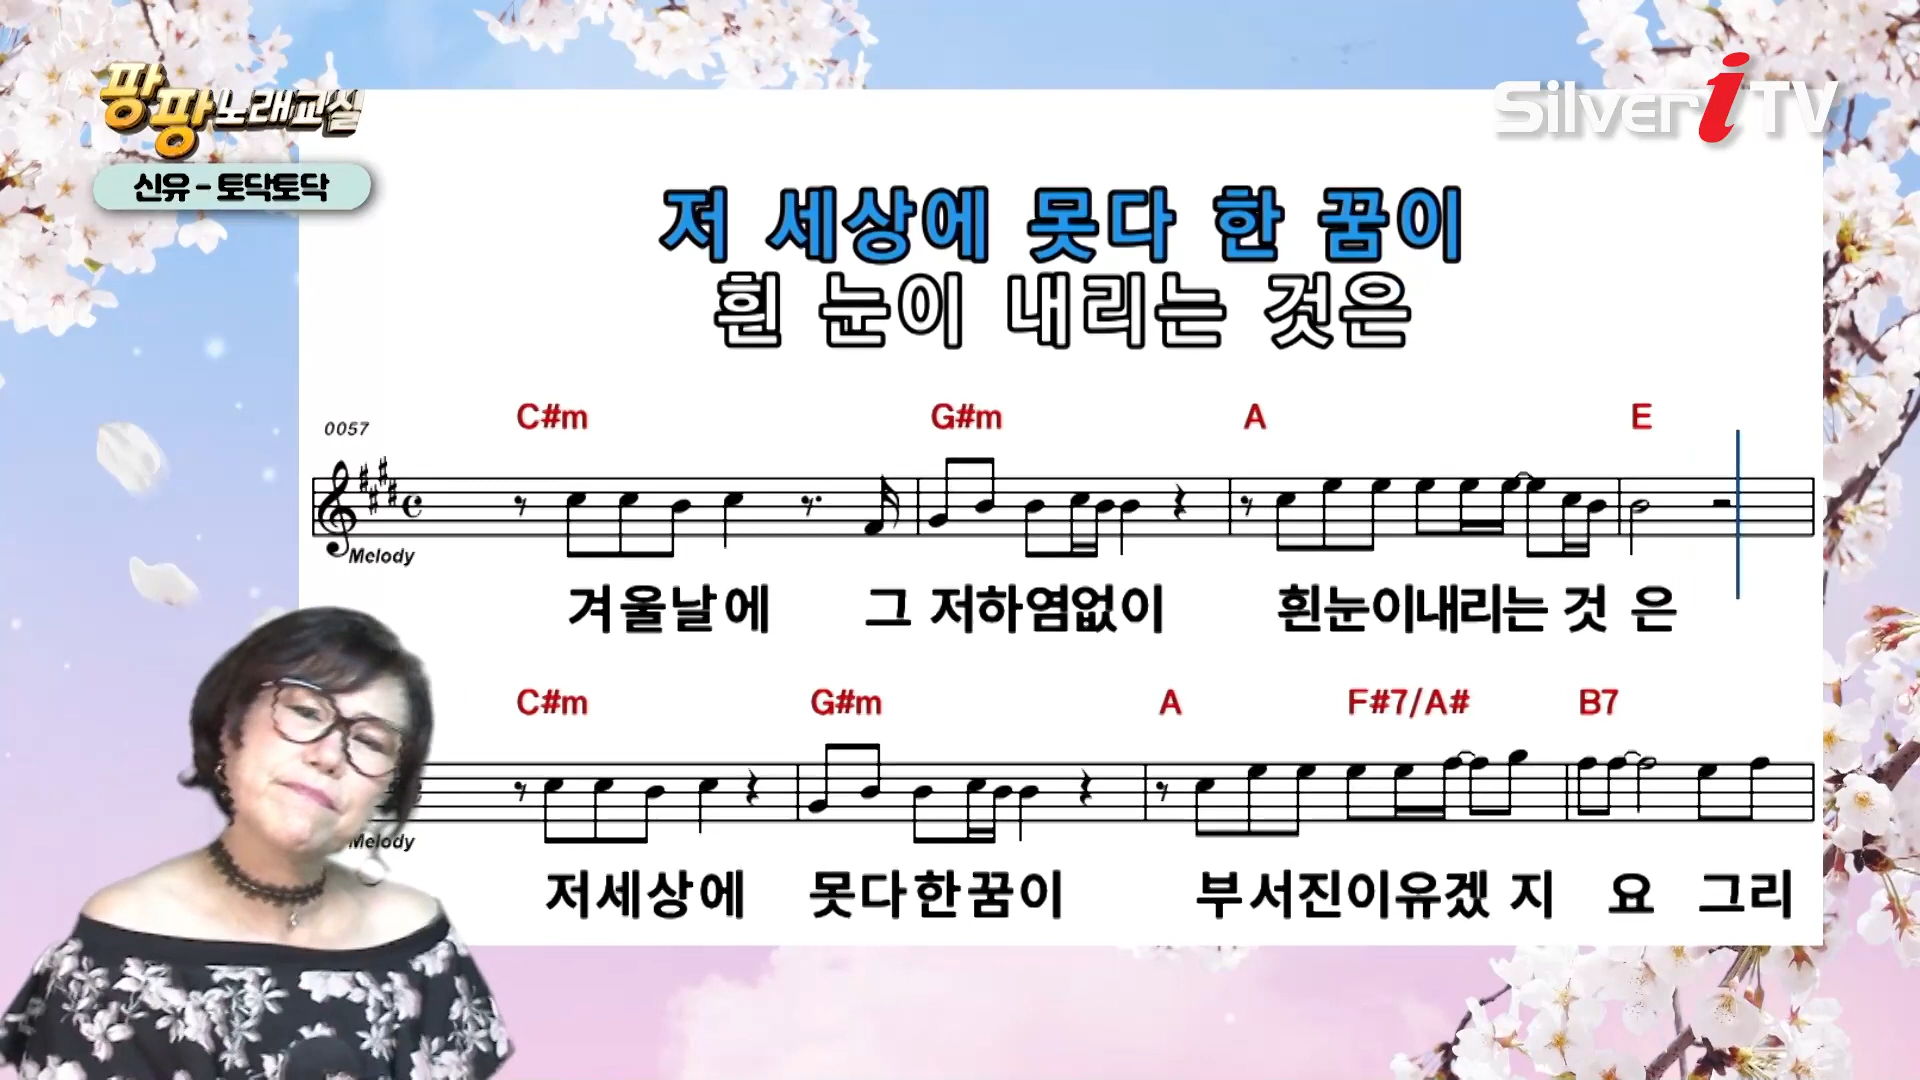 팡팡노래교실
Silver i TV
신유 - 토닥토닥
저 세상에 못다 한 꿈이
흰 눈이 내리는 것은
C#m G#m A E
0057
Melody
겨울날에 그 저하염없이 흰눈이내리는 것 은
C#m G#m A F#7/A# B7
Melody
저세상에 못다한꿈이 부서진이유겠 지 요 그리